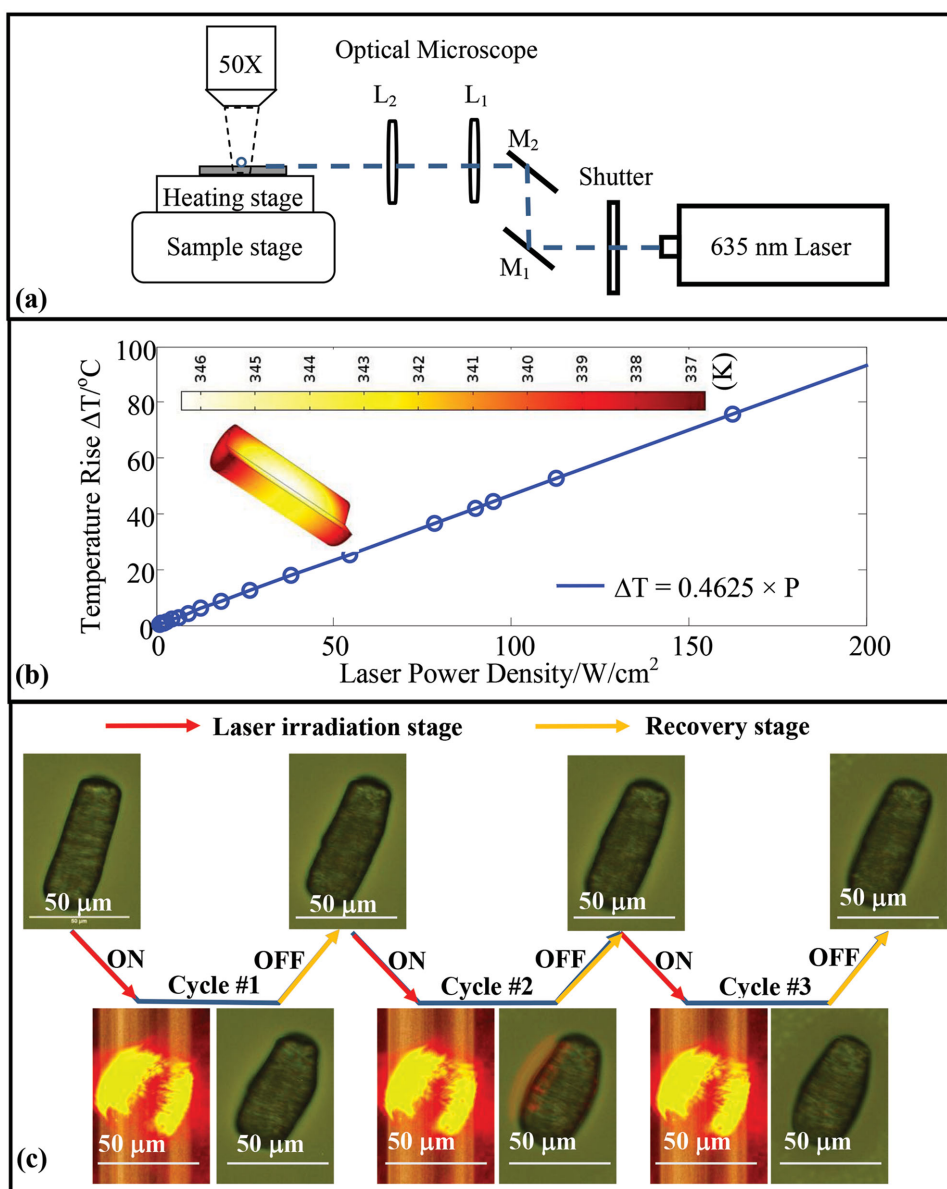 50X
Optical Microscope
L2
L1
M2
Shutter
Heating stage
Sample stage
M1
635 nm Laser
(a)
100
80
60
40
20
0
Temperature Rise ΔT/°C
346 345 344 343 342 341 340 339 338 337 (K)
ΔT = 0.4625 × P
0 50 100 150 200
Laser Power Density/W/cm²
(b)
Laser irradiation stage
Recovery stage
50 μm
50 μm
50 μm
50 μm
50 μm
ON
Cycle #1
OFF
ON
Cycle #2
OFF
ON
Cycle #3
OFF
50 μm
50 μm
50 μm
50 μm
50 μm
50 μm
(c)